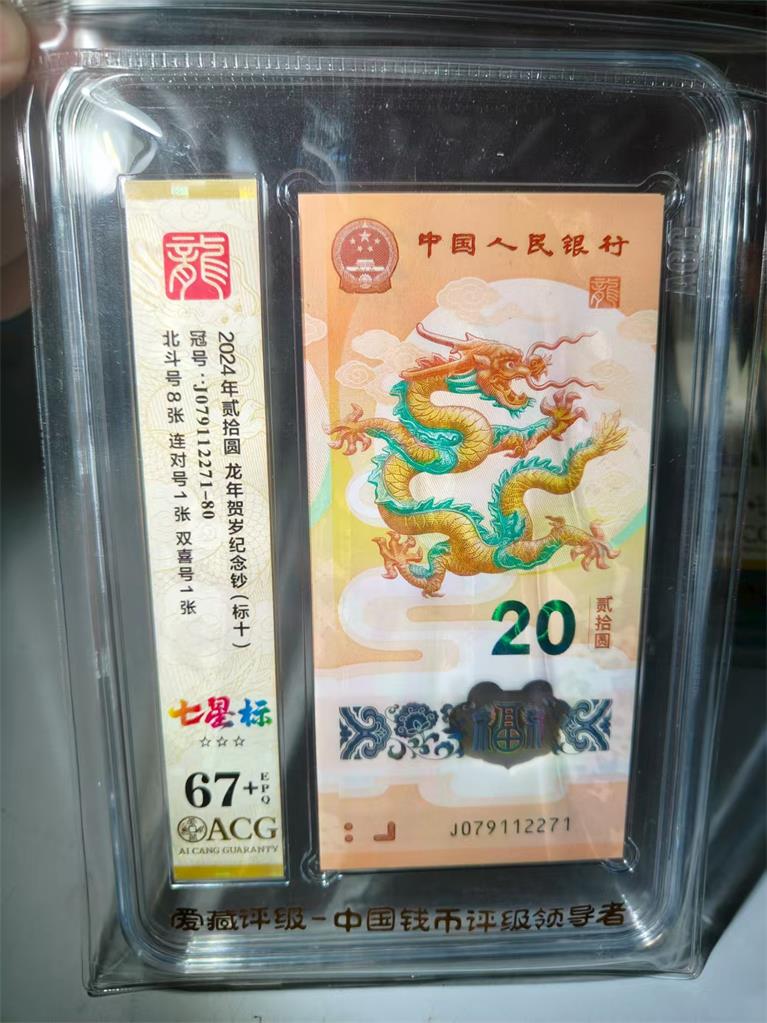 龍
2024年贰拾圆 龙年贺岁纪念钞（标十）
冠号：J079112271-80
北斗号8张 连对号1张 双喜号1张
七星标
☆☆☆
67+EPQ
ACG
AI CANG GUARANTY
中国人民银行
龍
20
贰拾圆
福
J079112271
爱藏评级-中国钱币评级领导者